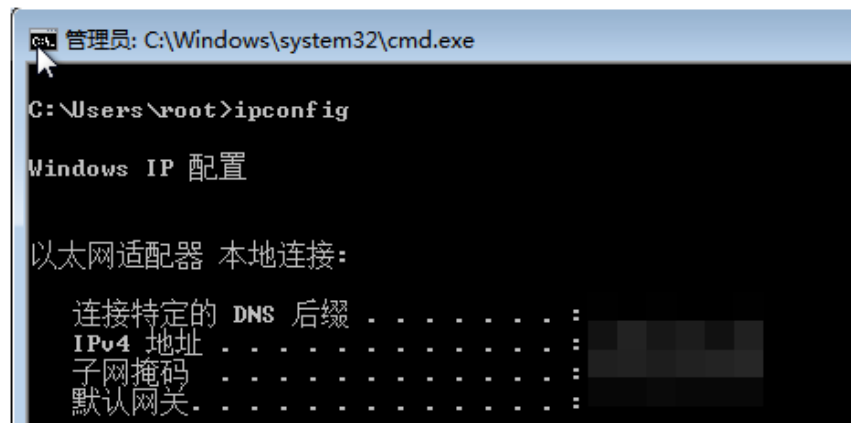 管理员: C:\Windows\system32\cmd.exe
C:\Users\root>ipconfig
Windows IP 配置
以太网适配器 本地连接:
连接特定的 DNS 后缀 . . . . . . . :
IPv4 地址 . . . . . . . . . . . . :
子网掩码 . . . . . . . . . . . . :
默认网关. . . . . . . . . . . . . :